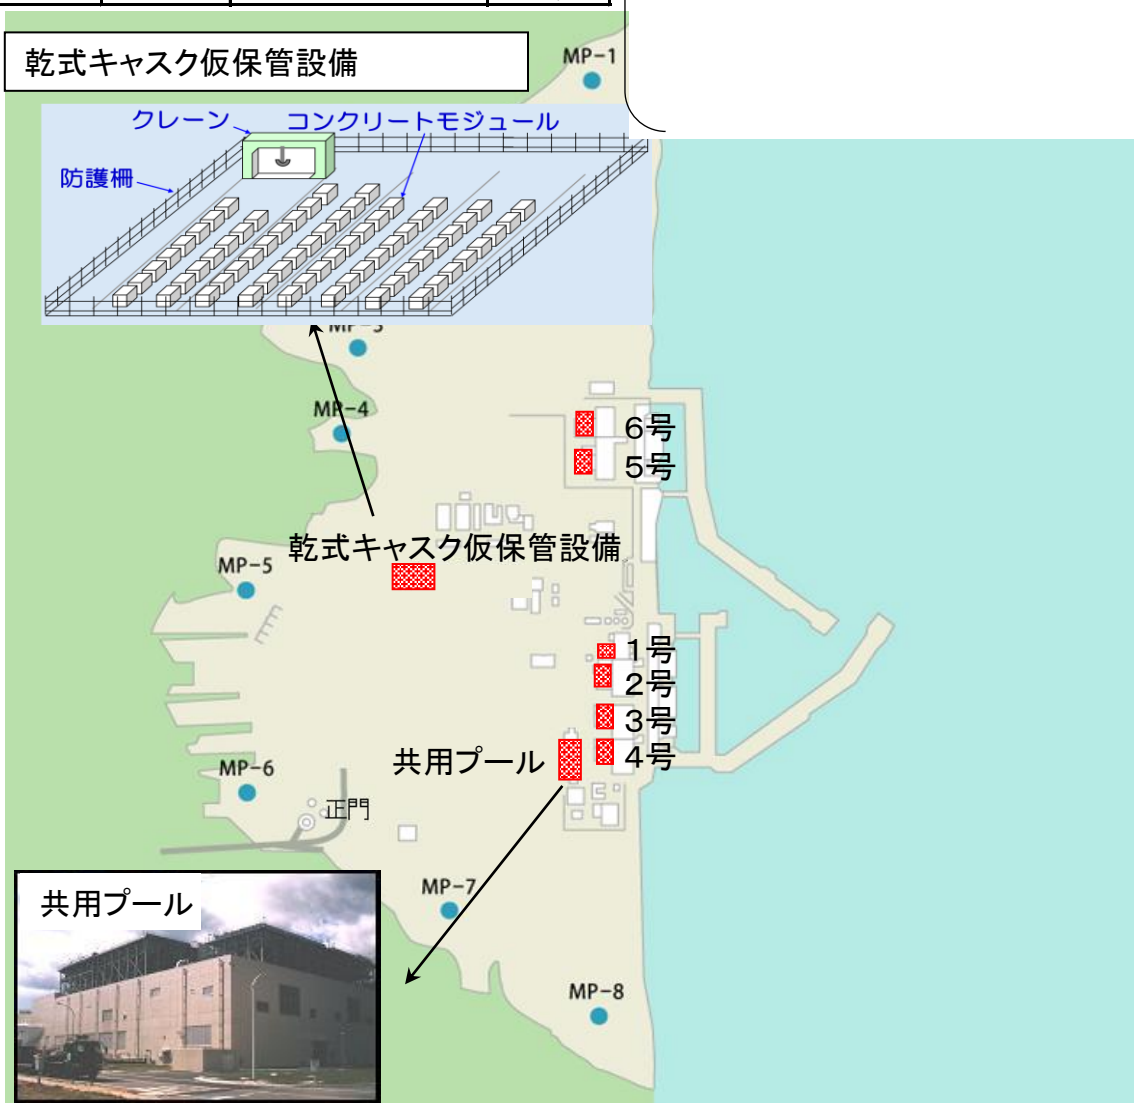 乾式キャスク仮保管設備
MP-1
クレーン
コンクリートモジュール
防護柵
MP-3
MP-4
6号
5号
乾式キャスク仮保管設備
MP-5
1号
2号
3号
共用プール
4号
MP-6
正門
MP-7
共用プール
MP-8